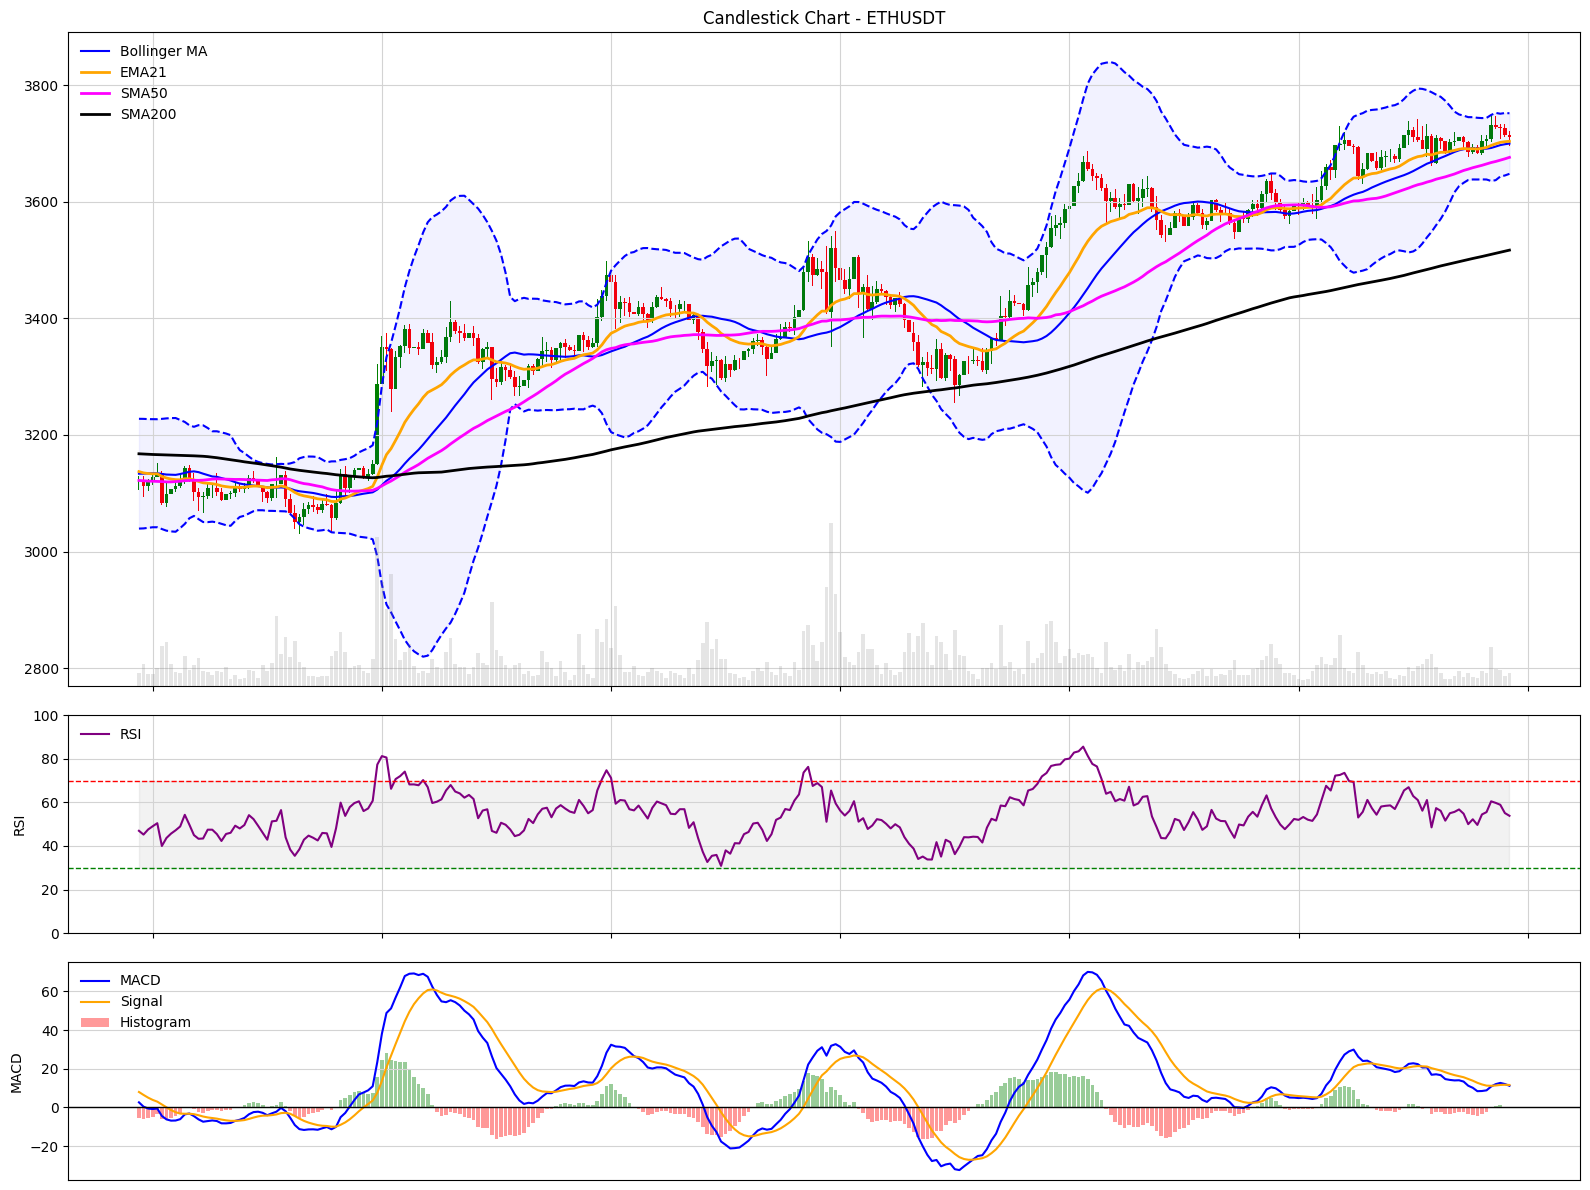 Candlestick Chart - ETHUSDT
Bollinger MA
EMA21
SMA50
SMA200
3800
3600
3400
3200
3000
2800
RSI
100
80
60
40
20
0
RSI
MACD
Signal
Histogram
60
40
20
0
−20
MACD